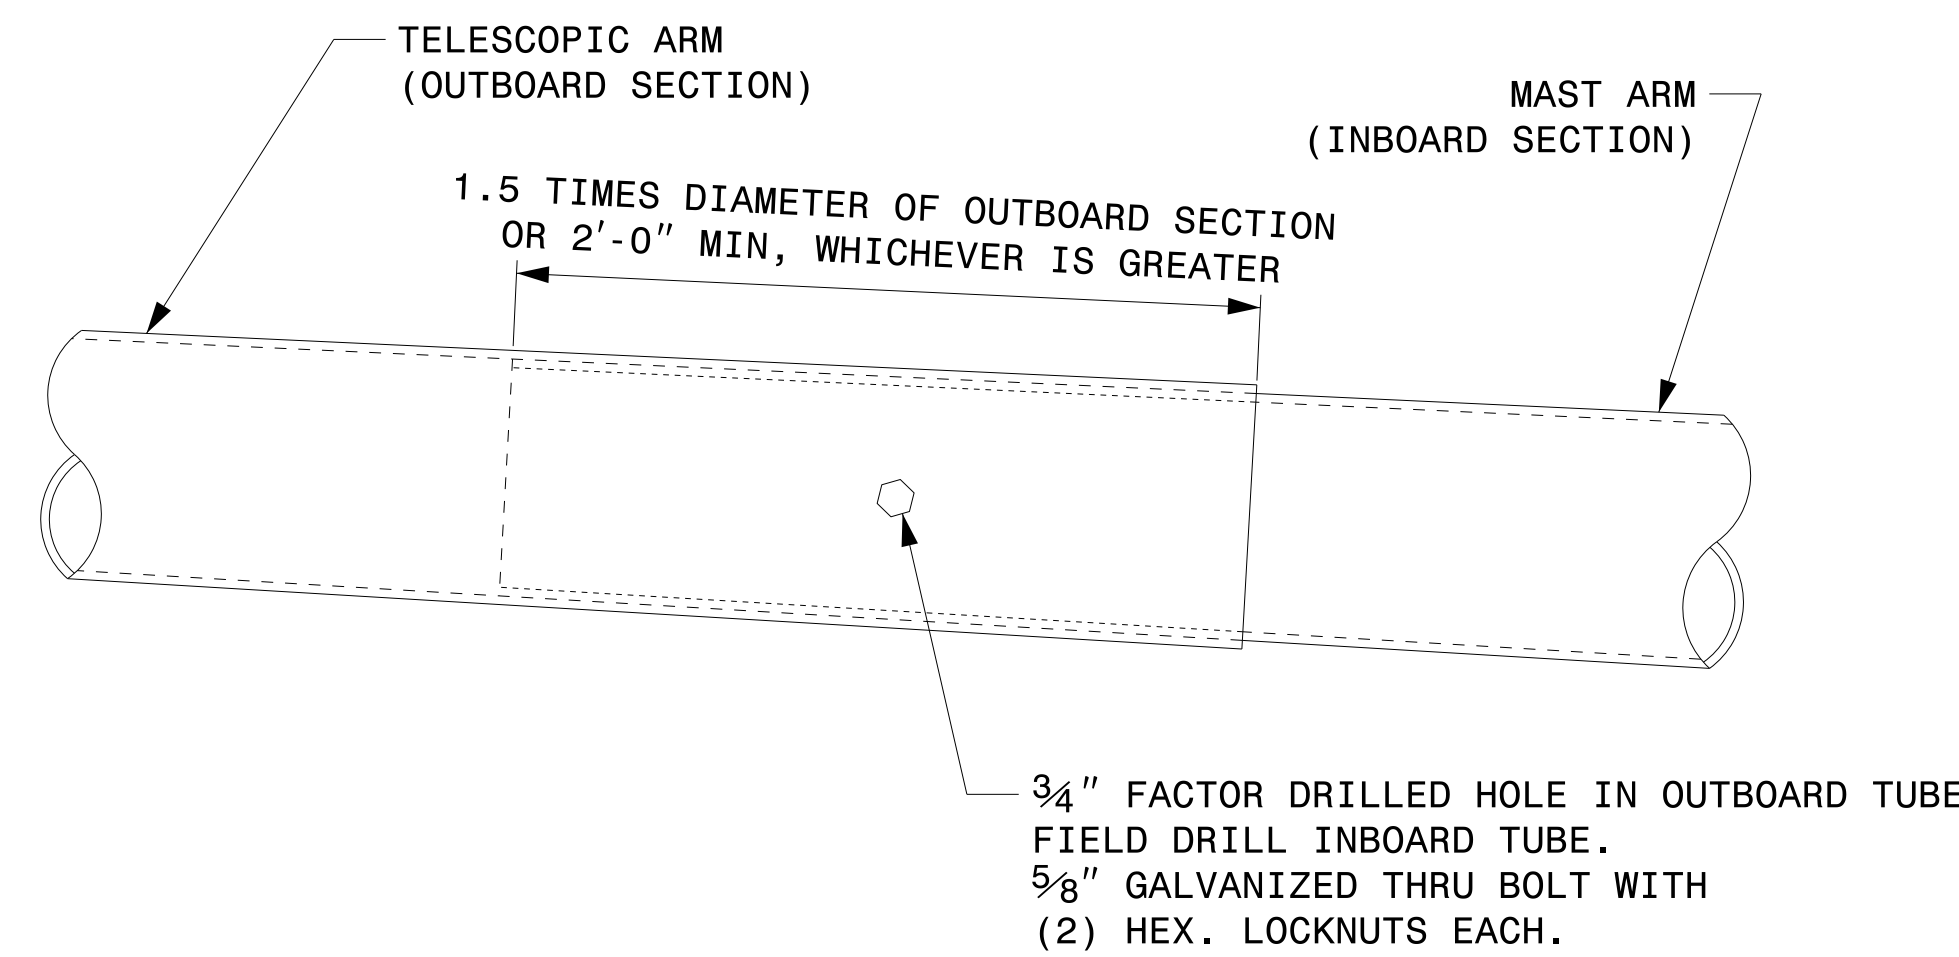 TELESCOPIC ARM
(OUTBOARD SECTION)
MAST ARM
(INBOARD SECTION)
1.5 TIMES DIAMETER OF OUTBOARD SECTION
OR 2'-0" MIN, WHICHEVER IS GREATER
3⁄4" FACTOR DRILLED HOLE IN OUTBOARD TUBE
FIELD DRILL INBOARD TUBE.
5⁄8" GALVANIZED THRU BOLT WITH
(2) HEX. LOCKNUTS EACH.